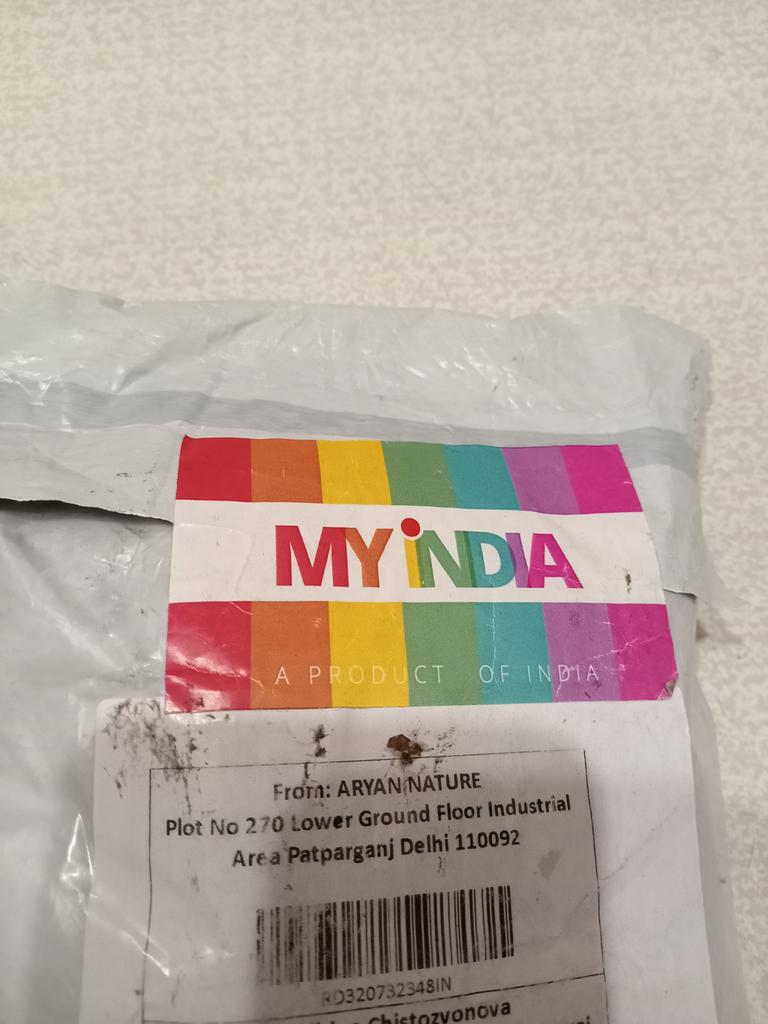 MY iNDIA
A PRODUCT OF INDIA
From: ARYAN NATURE
Plot No 270 Lower Ground Floor Industrial
Area Patparganj Delhi 110092
RD320732348IN
Chistozvonova